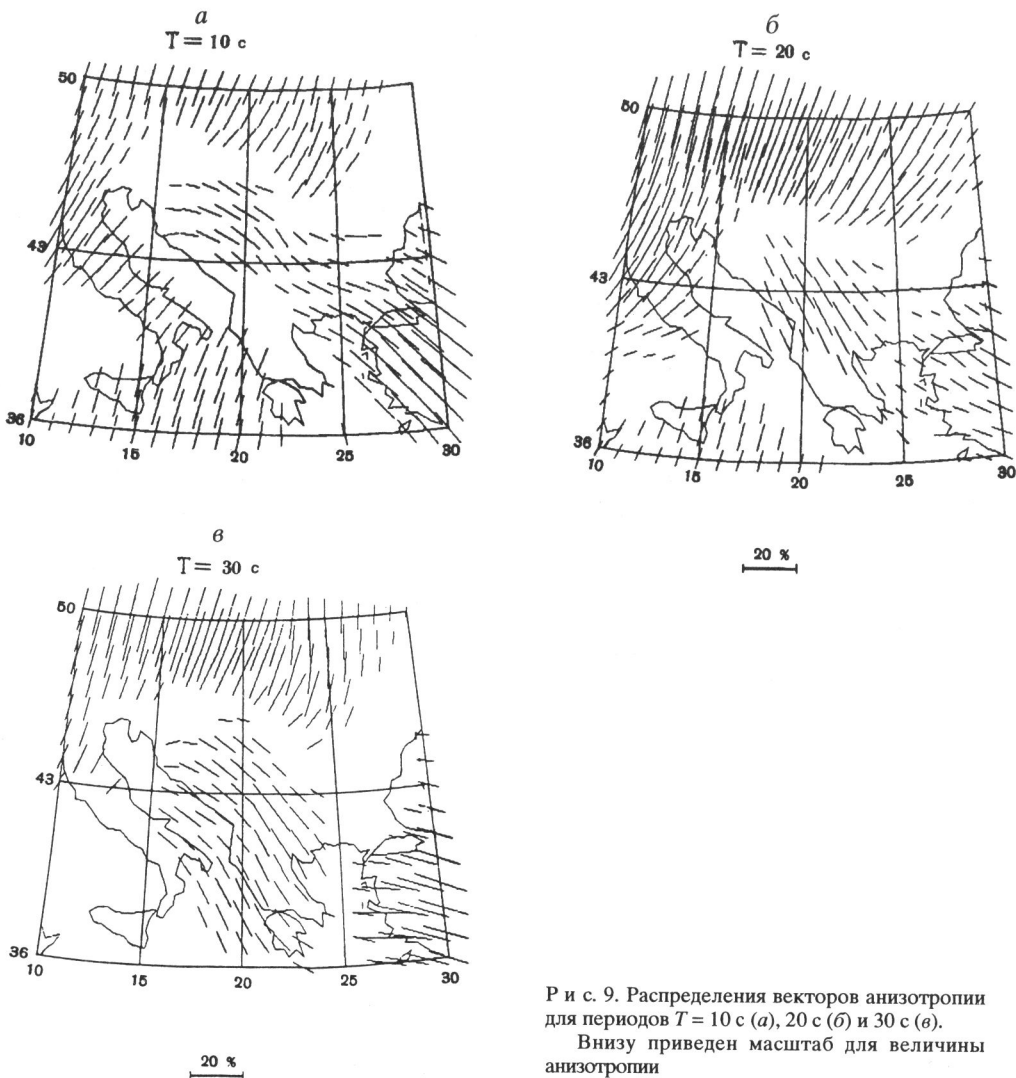 а
T = 10 с
50
43
36
10
15
20
25
30
б
T = 20 с
50
43
36
10
15
20
25
30
20 %
в
T = 30 с
50
43
36
10
15
20
25
30
20 %
Р и с. 9. Распределения векторов анизотропии
для периодов T = 10 с (а), 20 с (б) и 30 с (в).
Внизу приведен масштаб для величины
анизотропии